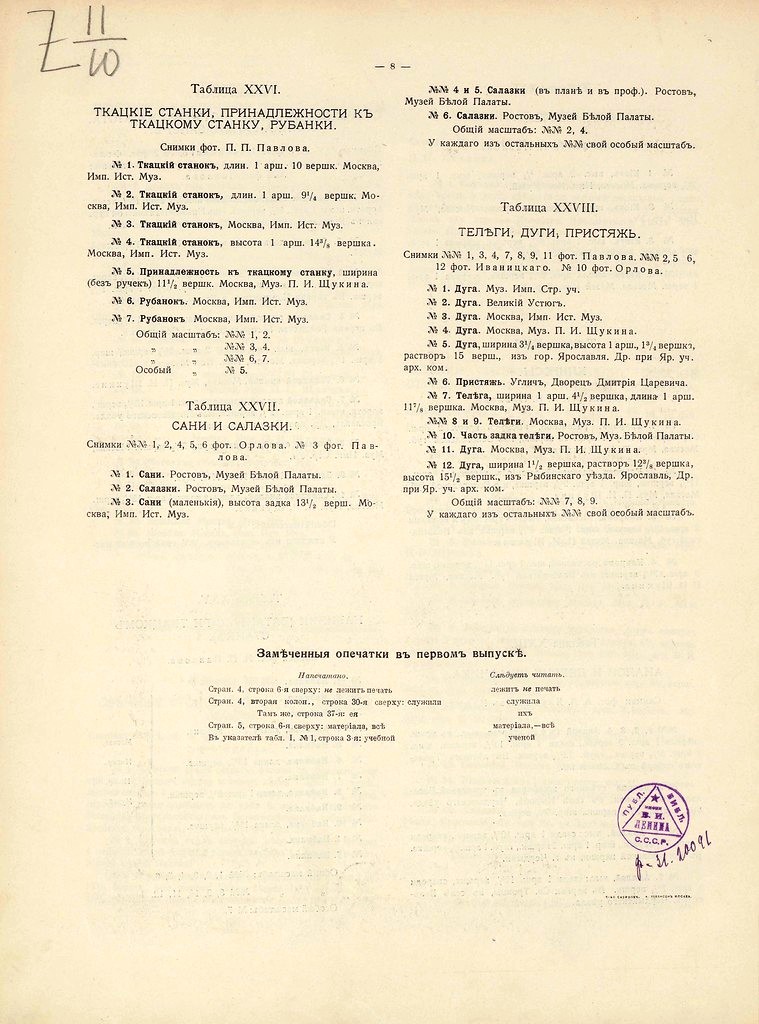 Z 11/10
— 8 —
Таблица XXVI.
ТКАЦКІЕ СТАНКИ, ПРИНАДЛЕЖНОСТИ КЪ
ТКАЦКОМУ СТАНКУ, РУБАНКИ.
Снимки фот. П. П. Павлова.
№ 1. Ткацкій станокъ, длин. 1 арш. 10 вершк. Москва,
Имп. Ист. Муз.
№ 2. Ткацкій станокъ, длин. 1 арш. 9¹/₄ вершк. Мо-
сква, Имп. Ист. Муз.
№ 3. Ткацкій станокъ, Москва, Имп. Ист. Муз.
№ 4. Ткацкій станокъ, высота 1 арш. 14³/₈ вершка.
Москва, Имп. Ист. Муз.
№ 5. Принадлежность къ ткацкому станку, ширина
(безъ ручекъ) 11¹/₂ вершк. Москва, Муз. П. И. Щукина.
№ 6. Рубанокъ. Москва, Имп. Ист. Муз.
№ 7. Рубанокъ Москва, Имп. Ист. Муз.
Общій масштабъ: №№ 1, 2.
„ „ №№ 3, 4.
„ „ №№ 6, 7.
Особый „ № 5.
Таблица XXVII.
САНИ И САЛАЗКИ.
Снимки №№ 1, 2, 4, 5, 6 фот. Орлова. № 3 фот. Пав-
лова.
№ 1. Сани. Ростовъ, Музей Бѣлой Палаты.
№ 2. Салазки. Ростовъ, Музей Бѣлой Палаты.
№ 3. Сани (маленькія), высота задка 13¹/₂ верш. Мо-
сква, Имп. Ист. Муз.
№№ 4 и 5. Салазки (въ планѣ и въ проф.). Ростовъ,
Музей Бѣлой Палаты.
№ 6. Салазки. Ростовъ, Музей Бѣлой Палаты.
Общій масштабъ: №№ 2, 4.
У каждаго изъ остальныхъ №№ свой особый масштабъ.
Таблица XXVIII.
ТЕЛѢГИ, ДУГИ, ПРИСТЯЖЬ.
Снимки №№ 1, 3, 4, 7, 8, 9, 11 фот. Павлова. №№ 2, 5 6,
12 фот. Иваницкаго. № 10 фот. Орлова.
№ 1. Дуга. Муз. Имп. Стр. уч.
№ 2. Дуга. Великій Устюгъ.
№ 3. Дуга. Москва, Имп. Ист. Муз.
№ 4. Дуга. Москва, Муз. П. И. Щукина.
№ 5. Дуга, ширина 3¹/₄ вершка, высота 1 арш., 1³/₄ вершка,
растворъ 15 верш., изъ гор. Ярославля. Др. при Яр. уч.
арх. ком.
№ 6. Пристяжь. Угличъ, Дворецъ Дмитрія Царевича.
№ 7. Телѣга, ширина 1 арш. 4¹/₂ вершка, длина 1 арш.
11⁷/₈ вершка. Москва, Муз. П. И. Щукина.
№№ 8 и 9. Телѣги. Москва, Муз. П. И. Щукина.
№ 10. Часть задка телѣги. Ростовъ, Муз. Бѣлой Палаты.
№ 11. Дуга. Москва, Муз. П. И. Щукина.
№ 12. Дуга, ширина 1¹/₂ вершка, растворъ 12³/₈ вершка,
высота 15¹/₂ вершк., изъ Рыбинскаго уѣзда. Ярославль, Др.
при Яр. уч. арх. ком.
Общій масштабъ: №№ 7, 8, 9.
У каждаго изъ остальныхъ №№ свой особый масштабъ.
Замѣченныя опечатки въ первомъ выпускѣ.
Напечатано. Слѣдуетъ читать.
Стран. 4, строка 6-я сверху: не лежитъ печать лежитъ не печать
Стран. 4, вторая колон., строка 30-я сверху: служили служила
Тамъ же, строка 37-я: ея ихъ
Стран. 5, строка 6-я сверху: матеріала, всѣ матеріала,—всѣ
Въ указателѣ табл. I. № 1, строка 3-я: учебной ученой
ПУБЛ. БИБЛ.
имени
В. И.
ЛЕНИНА
С.С.С.Р.